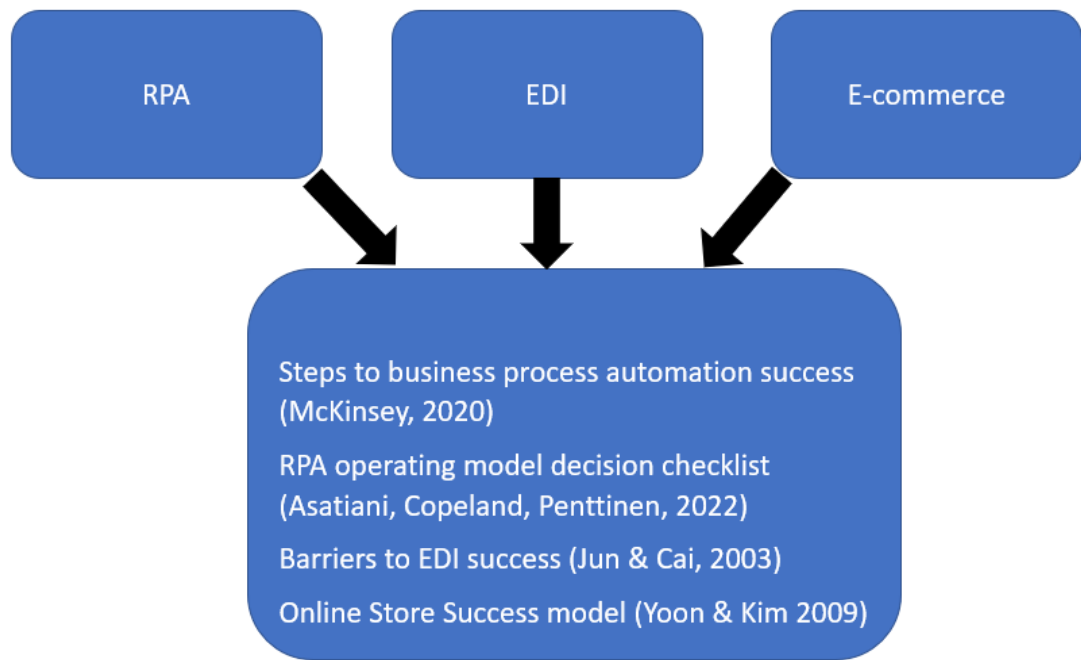 RPA
EDI
E-commerce
Steps to business process automation success
(McKinsey, 2020)
RPA operating model decision checklist
(Asatiani, Copeland, Penttinen, 2022)
Barriers to EDI success (Jun & Cai, 2003)
Online Store Success model (Yoon & Kim 2009)